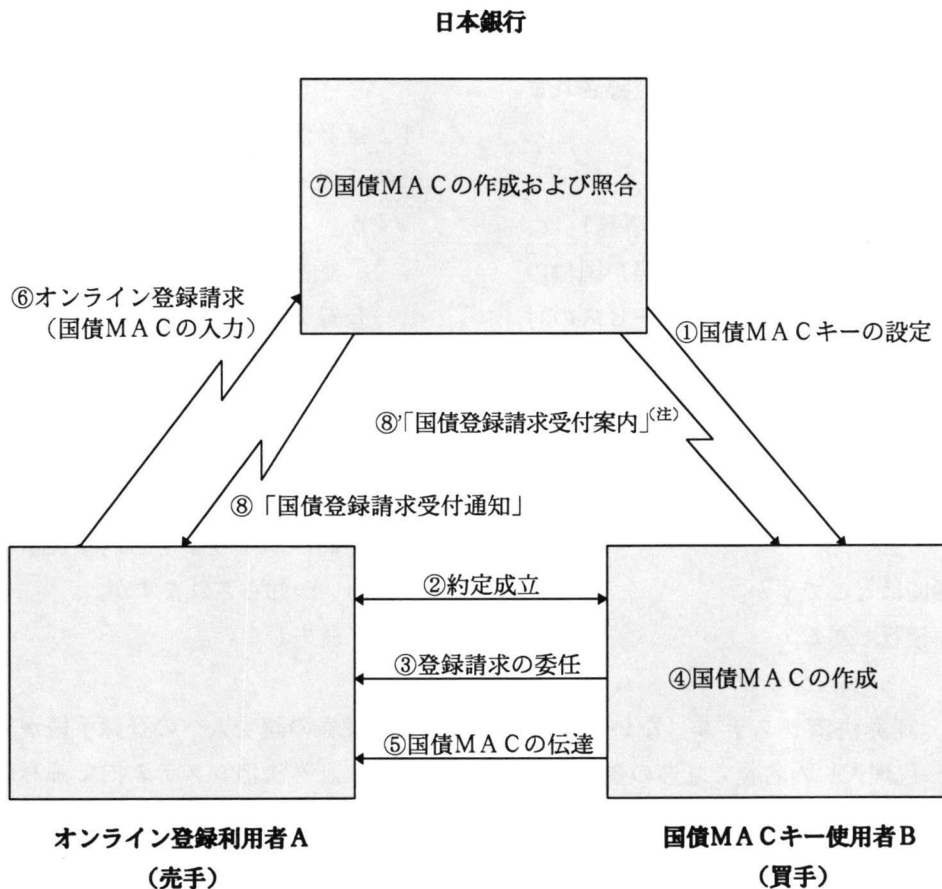 日本銀行
⑦国債MACの作成および照合
⑥オンライン登録請求
（国債MACの入力）
①国債MACキーの設定
⑧’「国債登録請求受付案内」(注)
⑧「国債登録請求受付通知」
②約定成立
③登録請求の委任
④国債MACの作成
⑤国債MACの伝達
オンライン登録利用者A
（売手）
国債MACキー使用者B
（買手）